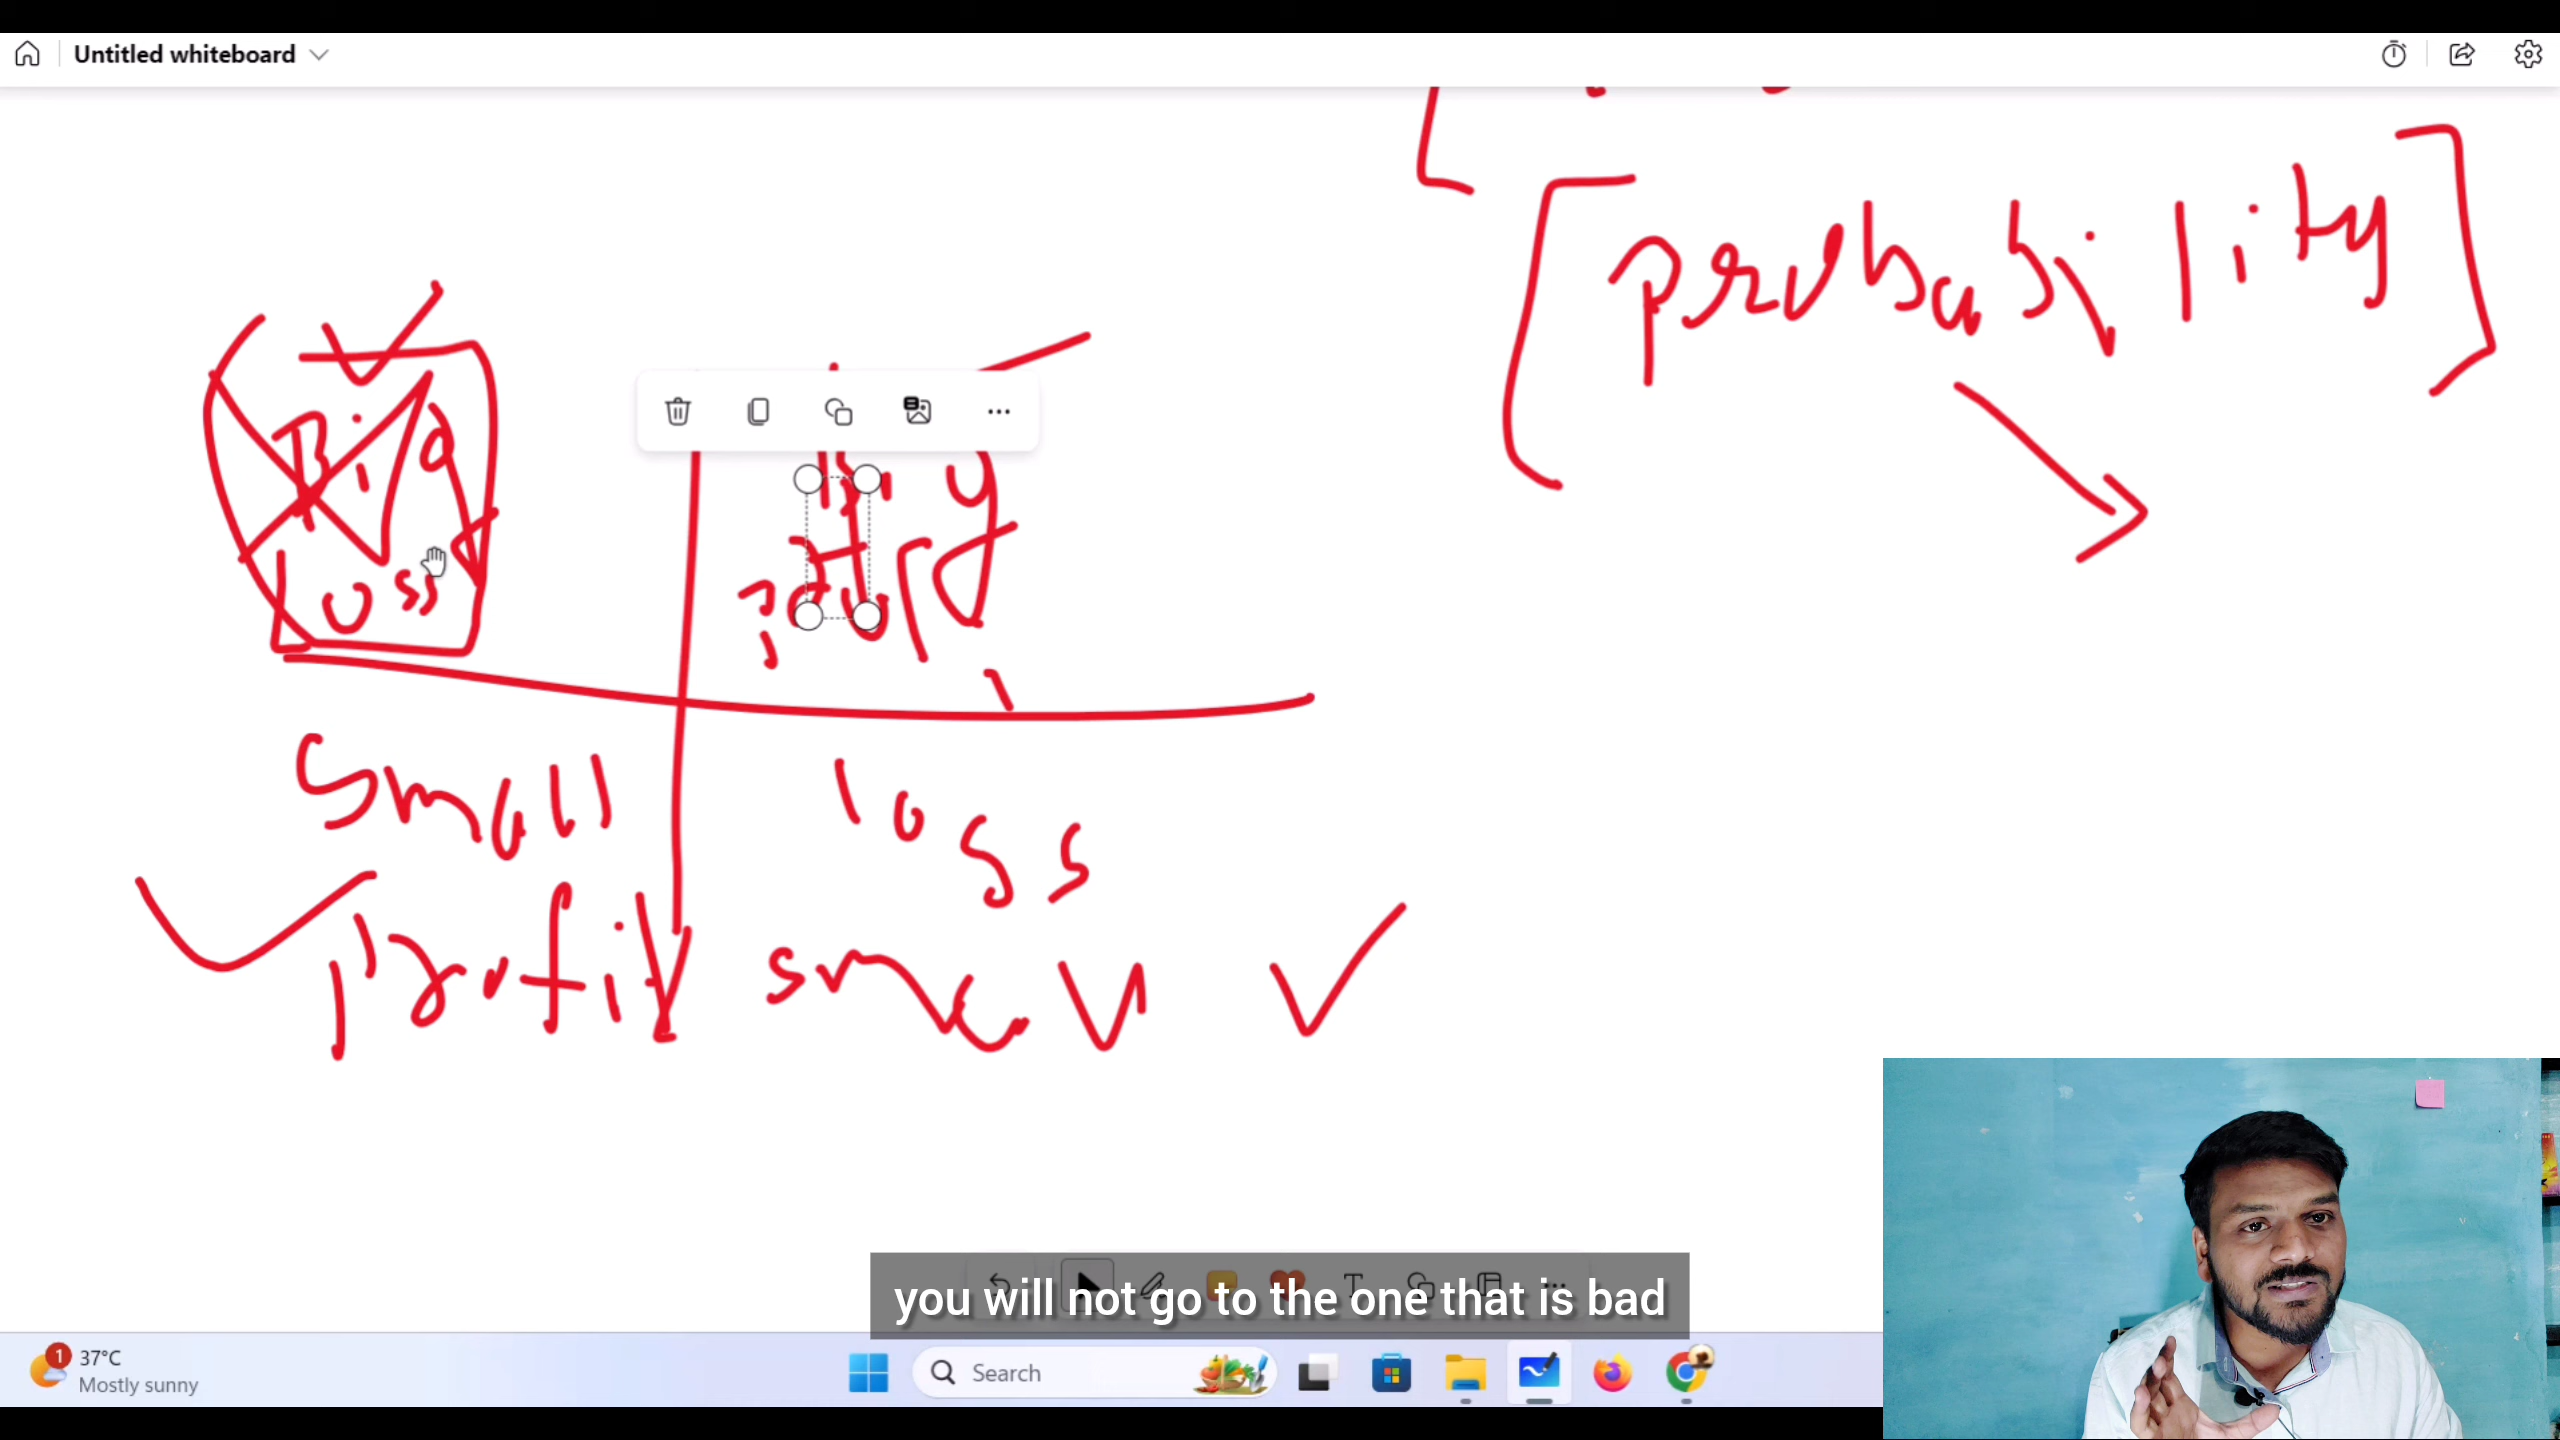 Untitled whiteboard
probability
Big
Loss
Small
Profit
loss
small
you will not go to the one that is bad
1
37°C
Mostly sunny
Search